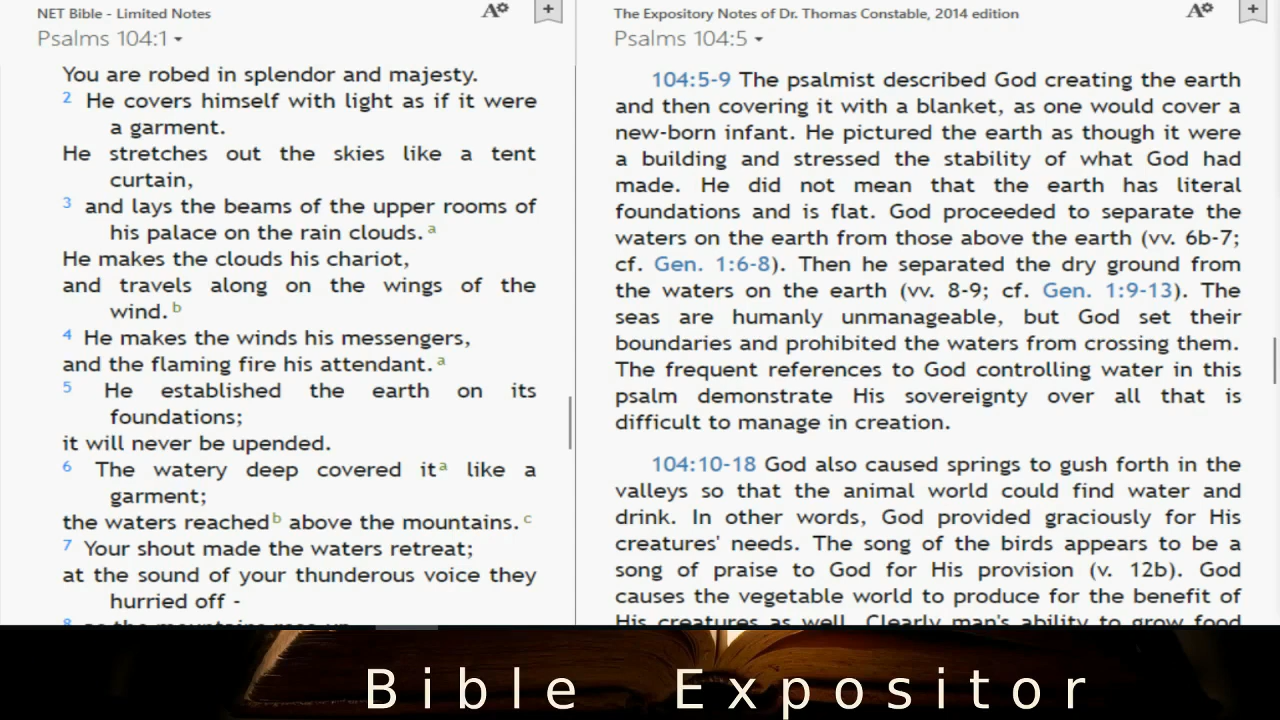 NET Bible - Limited Notes
Psalms 104:1
You are robed in splendor and majesty.
2 He covers himself with light as if it were
a garment.
He stretches out the skies like a tent
curtain,
3 and lays the beams of the upper rooms of
his palace on the rain clouds. a
He makes the clouds his chariot,
and travels along on the wings of the
wind. b
4 He makes the winds his messengers,
and the flaming fire his attendant. a
5 He established the earth on its
foundations;
it will never be upended.
6 The watery deep covered it a like a
garment;
the waters reached b above the mountains. c
7 Your shout made the waters retreat;
at the sound of your thunderous voice they
hurried off -
8 as the mountains rose up
The Expository Notes of Dr. Thomas Constable, 2014 edition
Psalms 104:5
104:5-9 The psalmist described God creating the earth
and then covering it with a blanket, as one would cover a
new-born infant. He pictured the earth as though it were
a building and stressed the stability of what God had
made. He did not mean that the earth has literal
foundations and is flat. God proceeded to separate the
waters on the earth from those above the earth (vv. 6b-7;
cf. Gen. 1:6-8). Then he separated the dry ground from
the waters on the earth (vv. 8-9; cf. Gen. 1:9-13). The
seas are humanly unmanageable, but God set their
boundaries and prohibited the waters from crossing them.
The frequent references to God controlling water in this
psalm demonstrate His sovereignty over all that is
difficult to manage in creation.
104:10-18 God also caused springs to gush forth in the
valleys so that the animal world could find water and
drink. In other words, God provided graciously for His
creatures' needs. The song of the birds appears to be a
song of praise to God for His provision (v. 12b). God
causes the vegetable world to produce for the benefit of
His creatures as well. Clearly man's ability to grow food
Bible Expositor